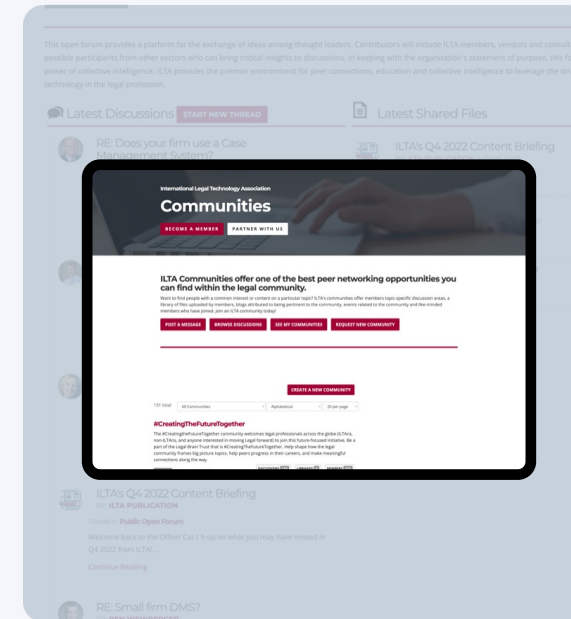 This open forum provides a platform for the exchange of ideas among thought leaders. Contributors will include ILTA members, vendors and consult
possible participants from other sectors who can bring critical insights to discussions. In keeping with the organization's statement of purpose, this fo
power of collective intelligence: ILTA provides the premier environment for peer connections, education and collective intelligence to leverage the str
technology in the legal profession.
Latest Discussions START NEW THREAD
Latest Shared Files
RE: Does your firm use a Case
Management System?
ILTA's Q4 2022 Content Briefing
International Legal Technology Association
Communities
BECOME A MEMBER PARTNER WITH US
ILTA Communities offer one of the best peer networking opportunities you
can find within the legal community.
Want to find people with a common interest or content on a particular topic? ILTA's communities offer members topic-specific discussion areas, a
library of files uploaded by members, blogs attributed to being pertinent to the community, events related to the community and like-minded
members who have joined. Join an ILTA community today!
POST A MESSAGE BROWSE DISCUSSIONS SEE MY COMMUNITIES REQUEST NEW COMMUNITY
CREATE A NEW COMMUNITY
131 total All Communities Alphabetical 20 per page
#CreatingTheFutureTogether
The #CreatingtheFutureTogether community welcomes legal professionals across the globe (ILTAns,
non-ILTAns, and anyone interested in moving Legal forward) to join this future-focused initiative. Be a
part of the Legal Brain Trust that is #CreatingTheFutureTogether. Help shape how the legal
community frames big picture topics, help peers progress in their careers, and make meaningful
connections along the way.
DISCUSSIONS LIBRARIES MEMBERS
ILTA's Q4 2022 Content Briefing
BY: ILTA PUBLICATION
Posted in: Public Open Forum
Welcome back to the Office! Cat c h up on what you may have missed in
Q4 2022 from ILTA!...
Continue Reading
RE: Small firm DMS?